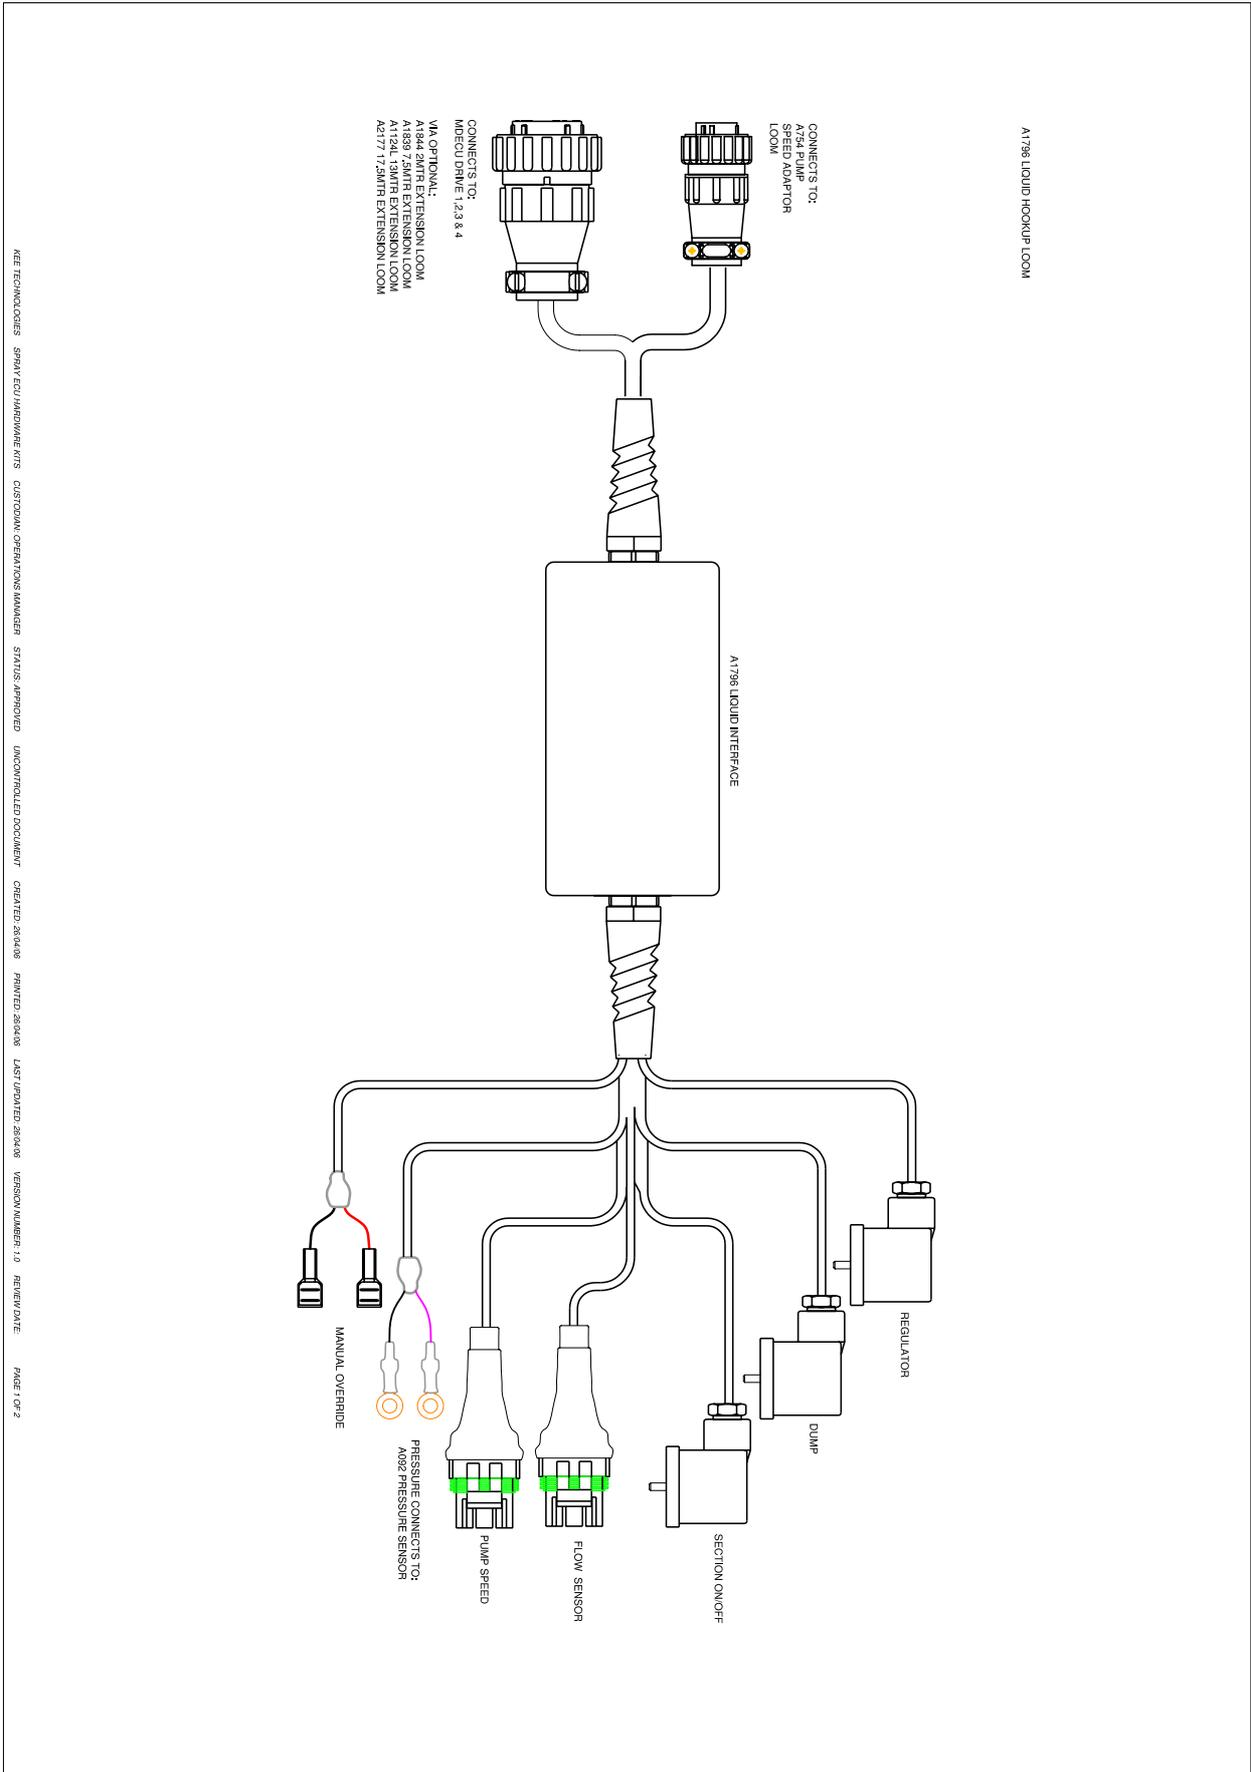 A1796 LIQUID HOOKUP LOOM
CONNECTS TO:
A754 PUMP
SPEED ADAPTOR
LOOM
CONNECTS TO:
MDECU DRIVE 1,2,3 & 4
VIA OPTIONAL:
A1844 2MTR EXTENSION LOOM
A1839 7.5MTR EXTENSION LOOM
A1124L 13MTR EXTENSION LOOM
A2177 17.5MTR EXTENSION LOOM
A1796 LIQUID INTERFACE
REGULATOR
DUMP
SECTION ON/OFF
FLOW SENSOR
PUMP SPEED
PRESSURE CONNECTS TO:
A092 PRESSURE SENSOR
MANUAL OVERRIDE
KEE TECHNOLOGIES SPRAY ECU HARDWARE KITS CUSTODIAN: OPERATIONS MANAGER STATUS: APPROVED UNCONTROLLED DOCUMENT CREATED: 26/04/06 PRINTED: 26/04/06 LAST UPDATED: 26/04/06 VERSION NUMBER: 1.0 REVIEW DATE: PAGE 1 OF 2